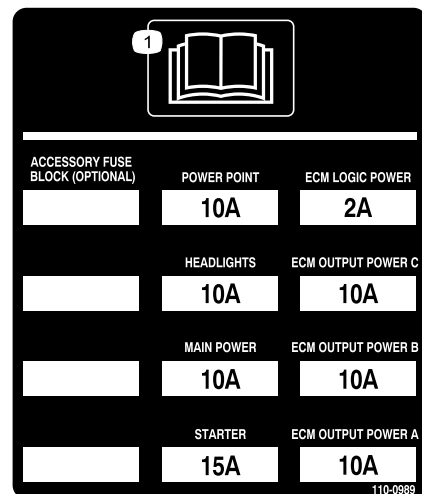 1
ACCESSORY FUSE
BLOCK (OPTIONAL)
POWER POINT
ECM LOGIC POWER
10A
2A
HEADLIGHTS
ECM OUTPUT POWER C
10A
10A
MAIN POWER
ECM OUTPUT POWER B
10A
10A
STARTER
ECM OUTPUT POWER A
15A
10A
110-0989